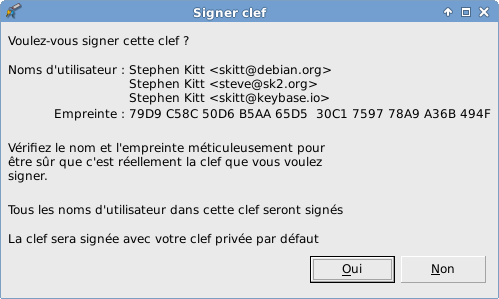 Signer clef
Voulez-vous signer cette clef ?
Noms d'utilisateur : Stephen Kitt <skitt@debian.org>
Stephen Kitt <steve@sk2.org>
Stephen Kitt <skitt@keybase.io>
Empreinte : 79D9 C58C 50D6 B5AA 65D5  30C1 7597 78A9 A36B 494F
Vérifiez le nom et l'empreinte méticuleusement pour
être sûr que c'est réellement la clef que vous voulez
signer.
Tous les noms d'utilisateur dans cette clef seront signés
La clef sera signée avec votre clef privée par défaut
Oui
Non